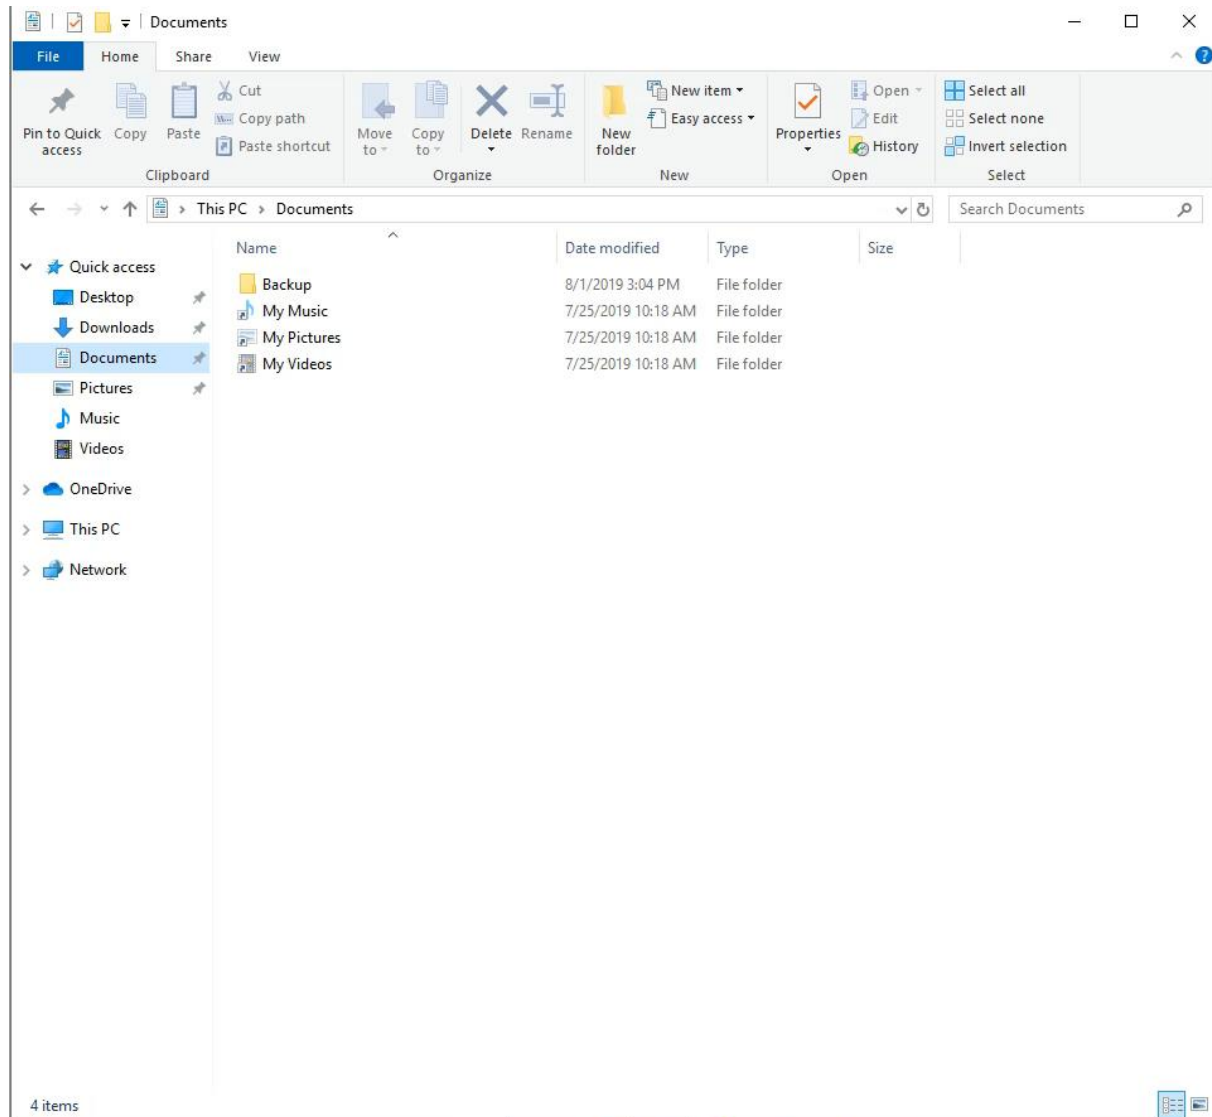 Documents
File Home Share View
Pin to Quick access
Copy
Paste
Cut
Copy path
Paste shortcut
Clipboard
Move to
Copy to
Delete
Rename
Organize
New folder
New item
Easy access
New
Properties
Open
Edit
History
Open
Select all
Select none
Invert selection
Select
This PC > Documents
Search Documents
Quick access
Desktop
Downloads
Documents
Pictures
Music
Videos
OneDrive
This PC
Network
Name Date modified Type Size
Backup 8/1/2019 3:04 PM File folder
My Music 7/25/2019 10:18 AM File folder
My Pictures 7/25/2019 10:18 AM File folder
My Videos 7/25/2019 10:18 AM File folder
4 items